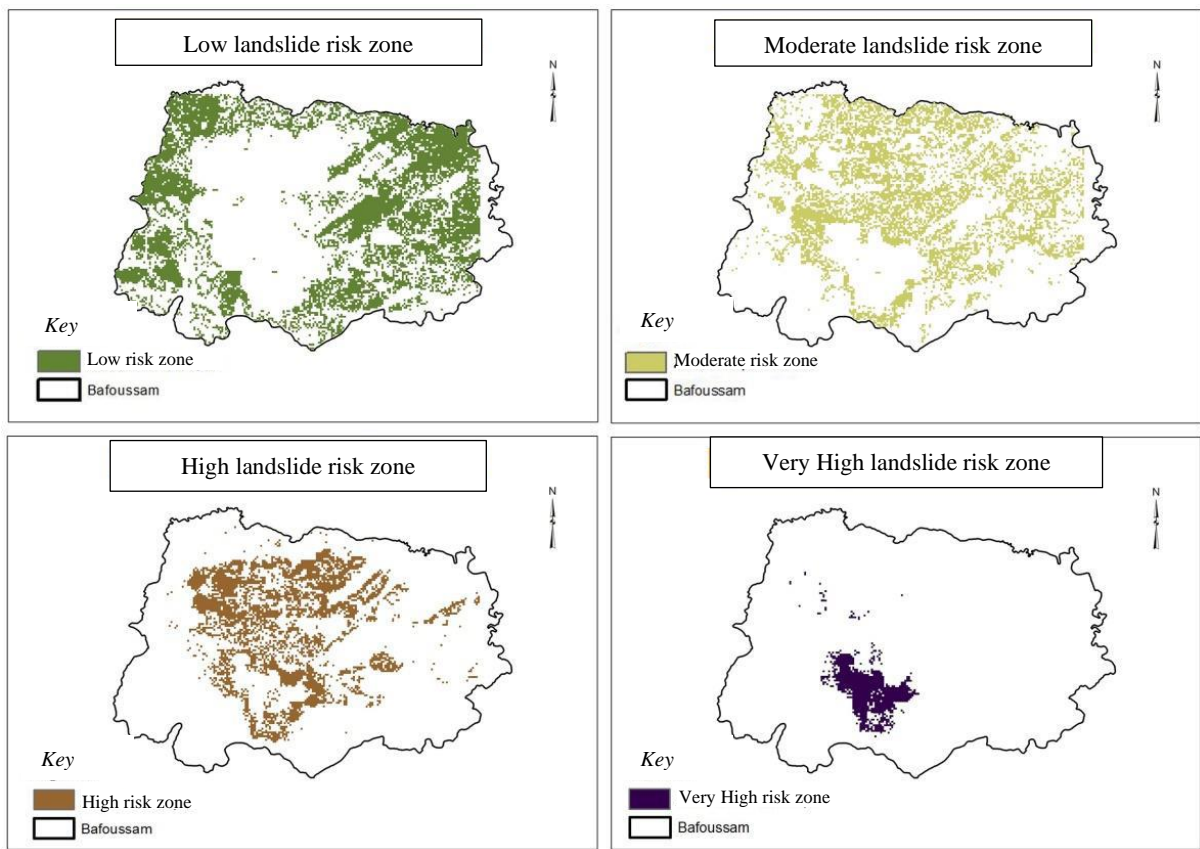 Low landslide risk zone
N
Key
Low risk zone
Bafoussam
Moderate landslide risk zone
N
Key
Moderate risk zone
Bafoussam
High landslide risk zone
N
Key
High risk zone
Bafoussam
Very High landslide risk zone
N
Key
Very High risk zone
Bafoussam